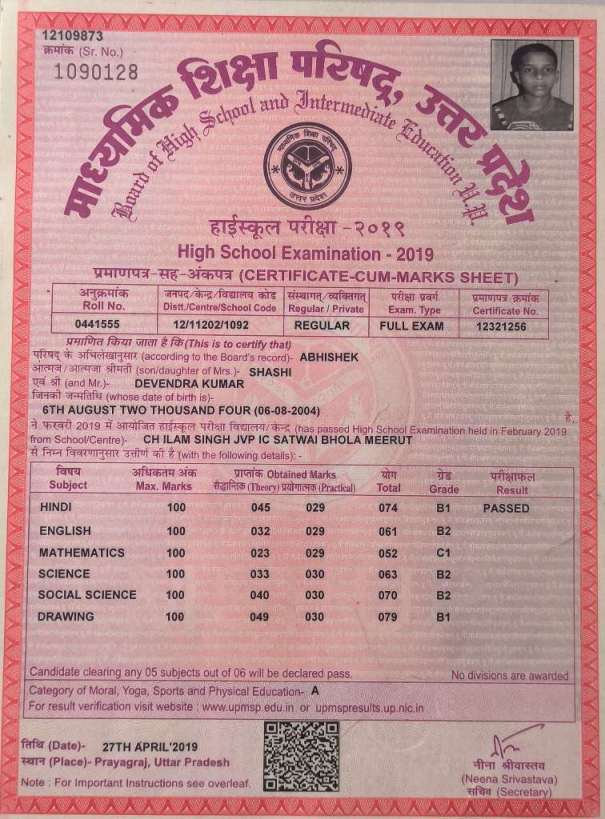 12109873
क्रमांक (Sr. No.)
1090128
माध्यमिक शिक्षा परिषद्, उत्तर प्रदेश
Board of High School and Intermediate Education U.P.
माध्यमिक शिक्षा परिषद्
उत्तर प्रदेश
हाईस्कूल परीक्षा -२०१९
High School Examination - 2019
प्रमाणपत्र-सह-अंकपत्र (CERTIFICATE-CUM-MARKS SHEET)
अनुक्रमांक जनपद/केन्द्र/विद्यालय कोड संस्थागत/व्यक्तिगत परीक्षा प्रवर्ग प्रमाणपत्र क्रमांक
Roll No. Distt./Centre/School Code Regular / Private Exam. Type Certificate No.
0441555 12/11202/1092 REGULAR FULL EXAM 12321256
प्रमाणित किया जाता है कि (This is to certify that)
परिषद् के अभिलेखानुसार (according to the Board's record)- ABHISHEK
आत्मज/आत्मजा श्रीमती (son/daughter of Mrs.)- SHASHI
एवं श्री (and Mr.)- DEVENDRA KUMAR
जिनकी जन्मतिथि (whose date of birth is)-
6TH AUGUST TWO THOUSAND FOUR (06-08-2004) है,
ने फरवरी 2019 में आयोजित हाईस्कूल परीक्षा विद्यालय/केन्द्र (has passed High School Examination held in February 2019
from School/Centre)- CH ILAM SINGH JVP IC SATWAI BHOLA MEERUT
से निम्न विवरणानुसार उत्तीर्ण की है (with the following details): -
विषय अधिकतम अंक प्राप्तांक Obtained Marks योग ग्रेड परीक्षाफल
Subject Max. Marks सैद्धान्तिक (Theory) प्रयोगात्मक (Practical) Total Grade Result
HINDI 100 045 029 074 B1 PASSED
ENGLISH 100 032 029 061 B2
MATHEMATICS 100 023 029 052 C1
SCIENCE 100 033 030 063 B2
SOCIAL SCIENCE 100 040 030 070 B2
DRAWING 100 049 030 079 B1
Candidate clearing any 05 subjects out of 06 will be declared pass. No divisions are awarded
Category of Moral, Yoga, Sports and Physical Education- A
For result verification visit website : www.upmsp.edu.in or upmspresults.up.nic.in
तिथि (Date)- 27TH APRIL'2019
स्थान (Place)- Prayagraj, Uttar Pradesh
Note : For Important Instructions see overleaf.
नीना श्रीवास्तव
(Neena Srivastava)
सचिव (Secretary)